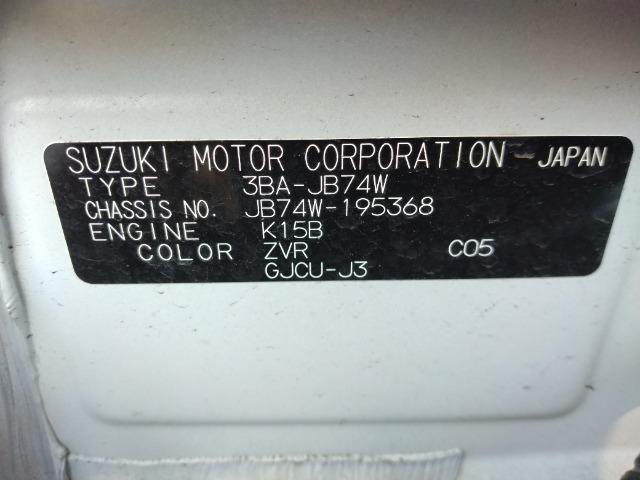 SUZUKI MOTOR CORPORATION - JAPAN
TYPE 3BA-JB74W
CHASSIS NO. JB74W-195368
ENGINE K15B
COLOR ZVR C05
GJCU-J3